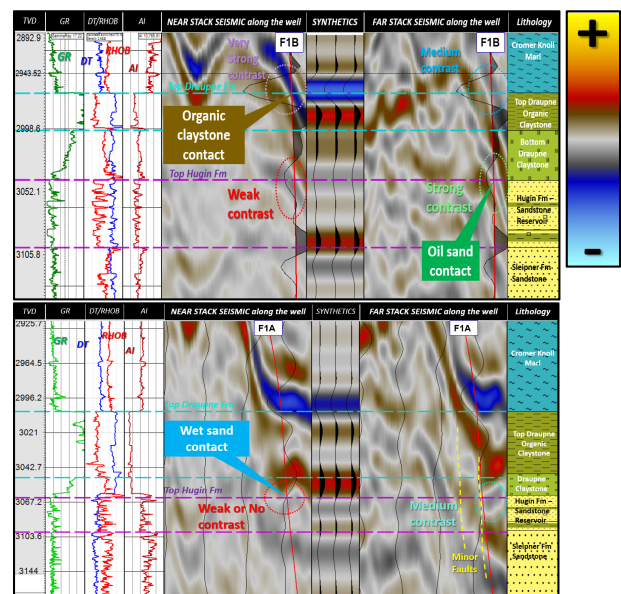 TVD GR DT/RHOB AI NEAR STACK SEISMIC along the well SYNTHETICS FAR STACK SEISMIC along the well Lithology
2892.9
2943.52
2998.6
3052.1
3105.8
GR
DT
RHOB
AI
Very
Strong
contrast
F1B
Top Draupne Fm
Organic
claystone
contact
Top Hugin Fm
Weak
contrast
Medium
contrast
F1B
Strong
contrast
Oil sand
contact
Cromer Knoll
Marl
Top Draupne
Organic
Claystone
Bottom
Draupne
Claystone
Hugin Fm –
Sandstone
Reservoir
Sleipner Fm
Sandstone
+
–
TVD GR DT/RHOB AI NEAR STACK SEISMIC along the well SYNTHETICS FAR STACK SEISMIC along the well Lithology
2925.7
2964.5
2996.2
3021
3042.7
3067.2
3103.6
3144
GR
DT
RHOB
AI
F1A
Top Draupne Fm
Wet sand
contact
Top Hugin Fm
Weak or No
contrast
F1A
Medium
contrast
Minor
Faults
Cromer Knoll
Marl
Top Draupne
Organic
Claystone
Draupne
Claystone
Hugin Fm –
Sandstone
Reservoir
Sleipner Fm
Sandstone